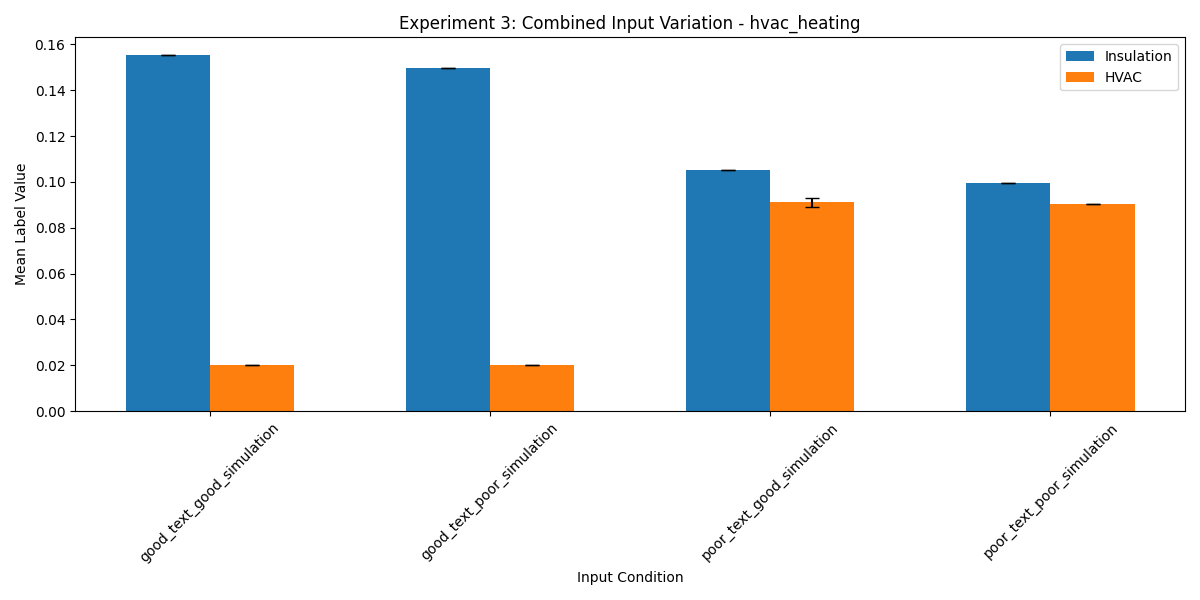 Experiment 3: Combined Input Variation - hvac_heating
Insulation
HVAC
Mean Label Value
0.16
0.14
0.12
0.10
0.08
0.06
0.04
0.02
0.00
good_text_good_simulation
good_text_poor_simulation
poor_text_good_simulation
poor_text_poor_simulation
Input Condition